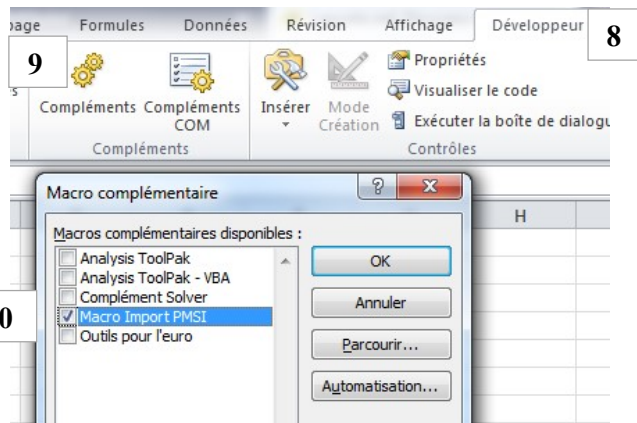 page Formules Données Révision Affichage Développeur
8
9
Compléments Compléments COM
Insérer Mode Création
Propriétés
Visualiser le code
Exécuter la boîte de dialogu
Compléments Contrôles
Macro complémentaire
H
Macros complémentaires disponibles :
Analysis ToolPak
Analysis ToolPak - VBA
Complément Solver
Macro Import PMSI
Outils pour l'euro
0
OK
Annuler
Parcourir...
Automatisation...